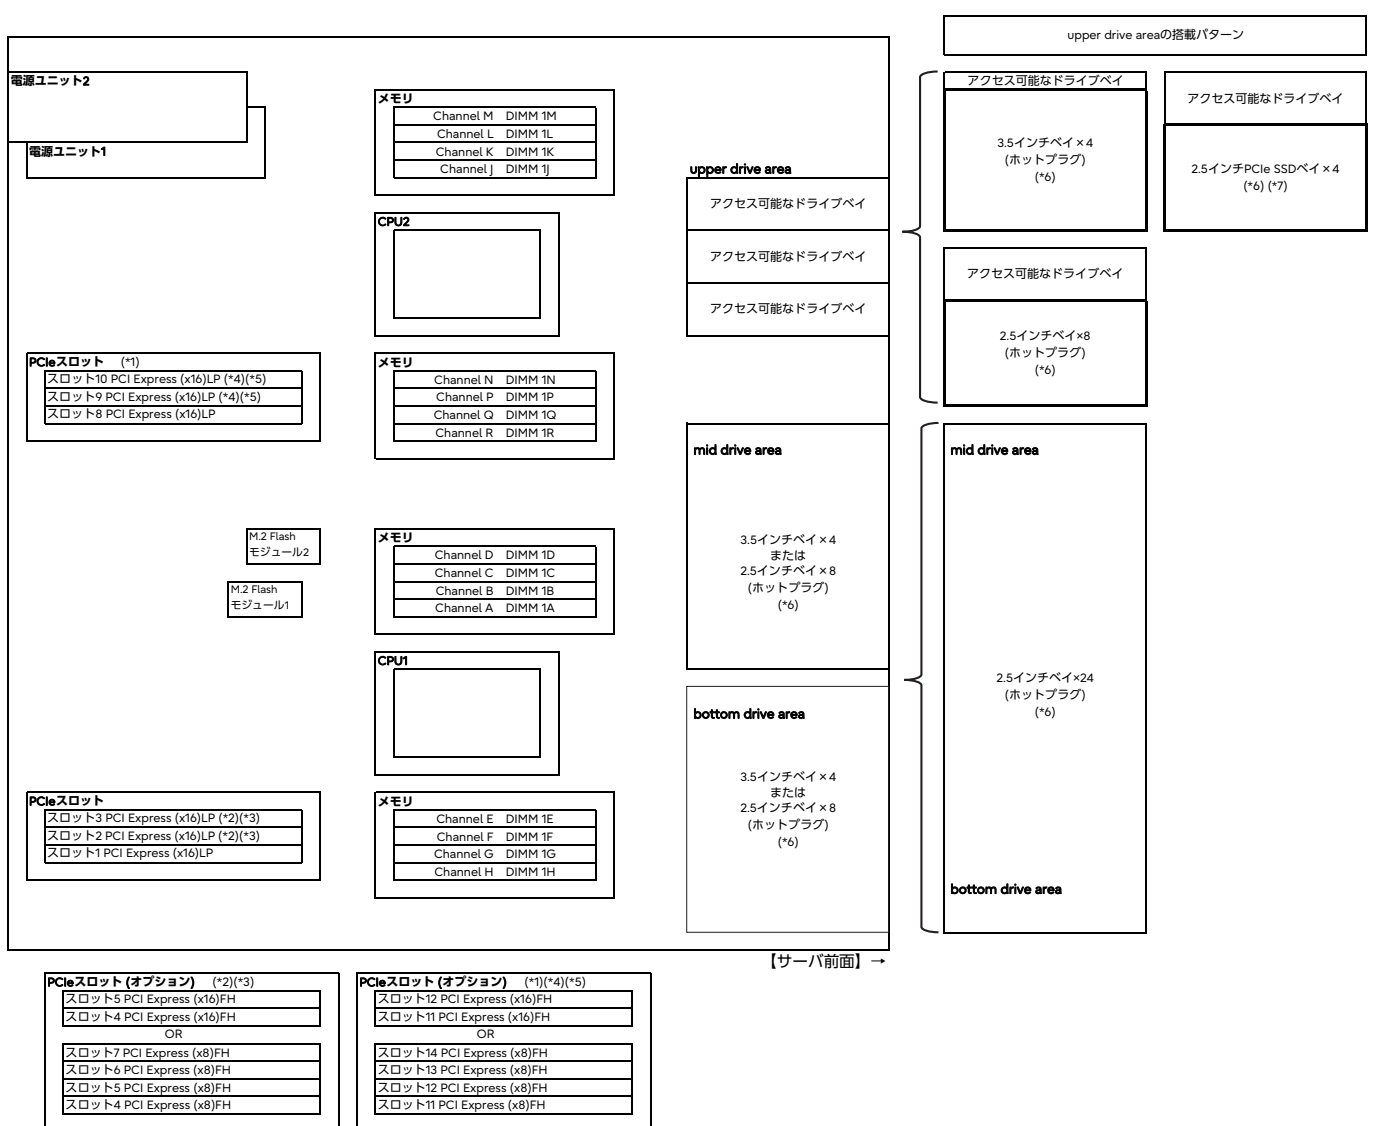 upper drive areaの搭載パターン
電源ユニット2
電源ユニット1
メモリ
Channel M DIMM 1M
Channel L DIMM 1L
Channel K DIMM 1K
Channel J DIMM 1J
CPU2
upper drive area
アクセス可能なドライブベイ
アクセス可能なドライブベイ
アクセス可能なドライブベイ
アクセス可能なドライブベイ
3.5インチベイ×4
(ホットプラグ)
(*6)
アクセス可能なドライブベイ
2.5インチPCIe SSDベイ×4
(*6) (*7)
アクセス可能なドライブベイ
2.5インチベイ×8
(ホットプラグ)
(*6)
PCIeスロット (*1)
スロット10 PCI Express (x16)LP (*4)(*5)
スロット9 PCI Express (x16)LP (*4)(*5)
スロット8 PCI Express (x16)LP
メモリ
Channel N DIMM 1N
Channel P DIMM 1P
Channel Q DIMM 1Q
Channel R DIMM 1R
mid drive area
3.5インチベイ×4
または
2.5インチベイ×8
(ホットプラグ)
(*6)
mid drive area
2.5インチベイ×24
(ホットプラグ)
(*6)
bottom drive area
M.2 Flash
モジュール2
M.2 Flash
モジュール1
メモリ
Channel D DIMM 1D
Channel C DIMM 1C
Channel B DIMM 1B
Channel A DIMM 1A
CPU1
bottom drive area
3.5インチベイ×4
または
2.5インチベイ×8
(ホットプラグ)
(*6)
PCIeスロット
スロット3 PCI Express (x16)LP (*2)(*3)
スロット2 PCI Express (x16)LP (*2)(*3)
スロット1 PCI Express (x16)LP
メモリ
Channel E DIMM 1E
Channel F DIMM 1F
Channel G DIMM 1G
Channel H DIMM 1H
【サーバ前面】→
PCIeスロット (オプション) (*2)(*3)
スロット5 PCI Express (x16)FH
スロット4 PCI Express (x16)FH
OR
スロット7 PCI Express (x8)FH
スロット6 PCI Express (x8)FH
スロット5 PCI Express (x8)FH
スロット4 PCI Express (x8)FH
PCIeスロット (オプション) (*1)(*4)(*5)
スロット12 PCI Express (x16)FH
スロット11 PCI Express (x16)FH
OR
スロット14 PCI Express (x8)FH
スロット13 PCI Express (x8)FH
スロット12 PCI Express (x8)FH
スロット11 PCI Express (x8)FH